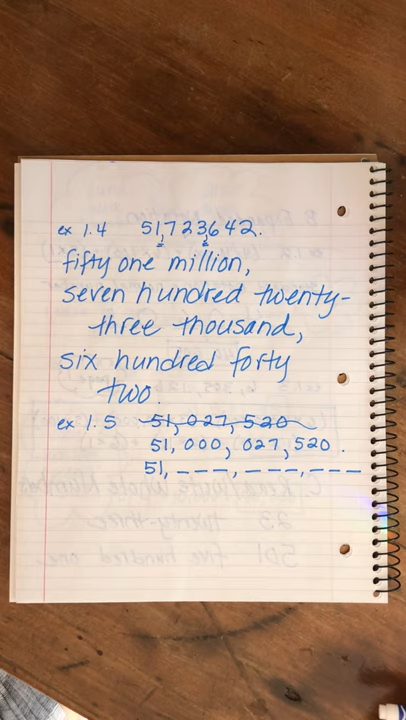 ex 1.4 51,723,642.
fifty one million,
seven hundred twenty-
three thousand,
six hundred forty
two.
ex 1.5 51,027,520
51,000,027,520.
51,___,___,___